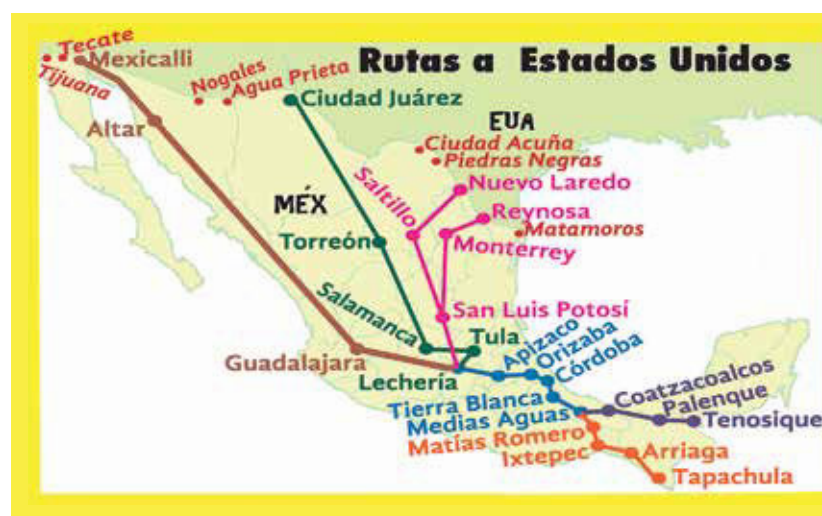 Rutas a Estados Unidos
Tecate
Mexicalli
Tijuana
Nogales
Agua Prieta
Ciudad Juárez
EUA
Altar
Ciudad Acuña
Piedras Negras
Nuevo Laredo
Saltillo
MÉX
Reynosa
Matamoros
Torreón
Monterrey
Salamanca
San Luis Potosí
Tula
Apizaco
Orizaba
Córdoba
Guadalajara
Lechería
Tierra Blanca
Coatzacoalcos
Palenque
Medias Aguas
Tenosique
Matías Romero
Ixtepec
Arriaga
Tapachula